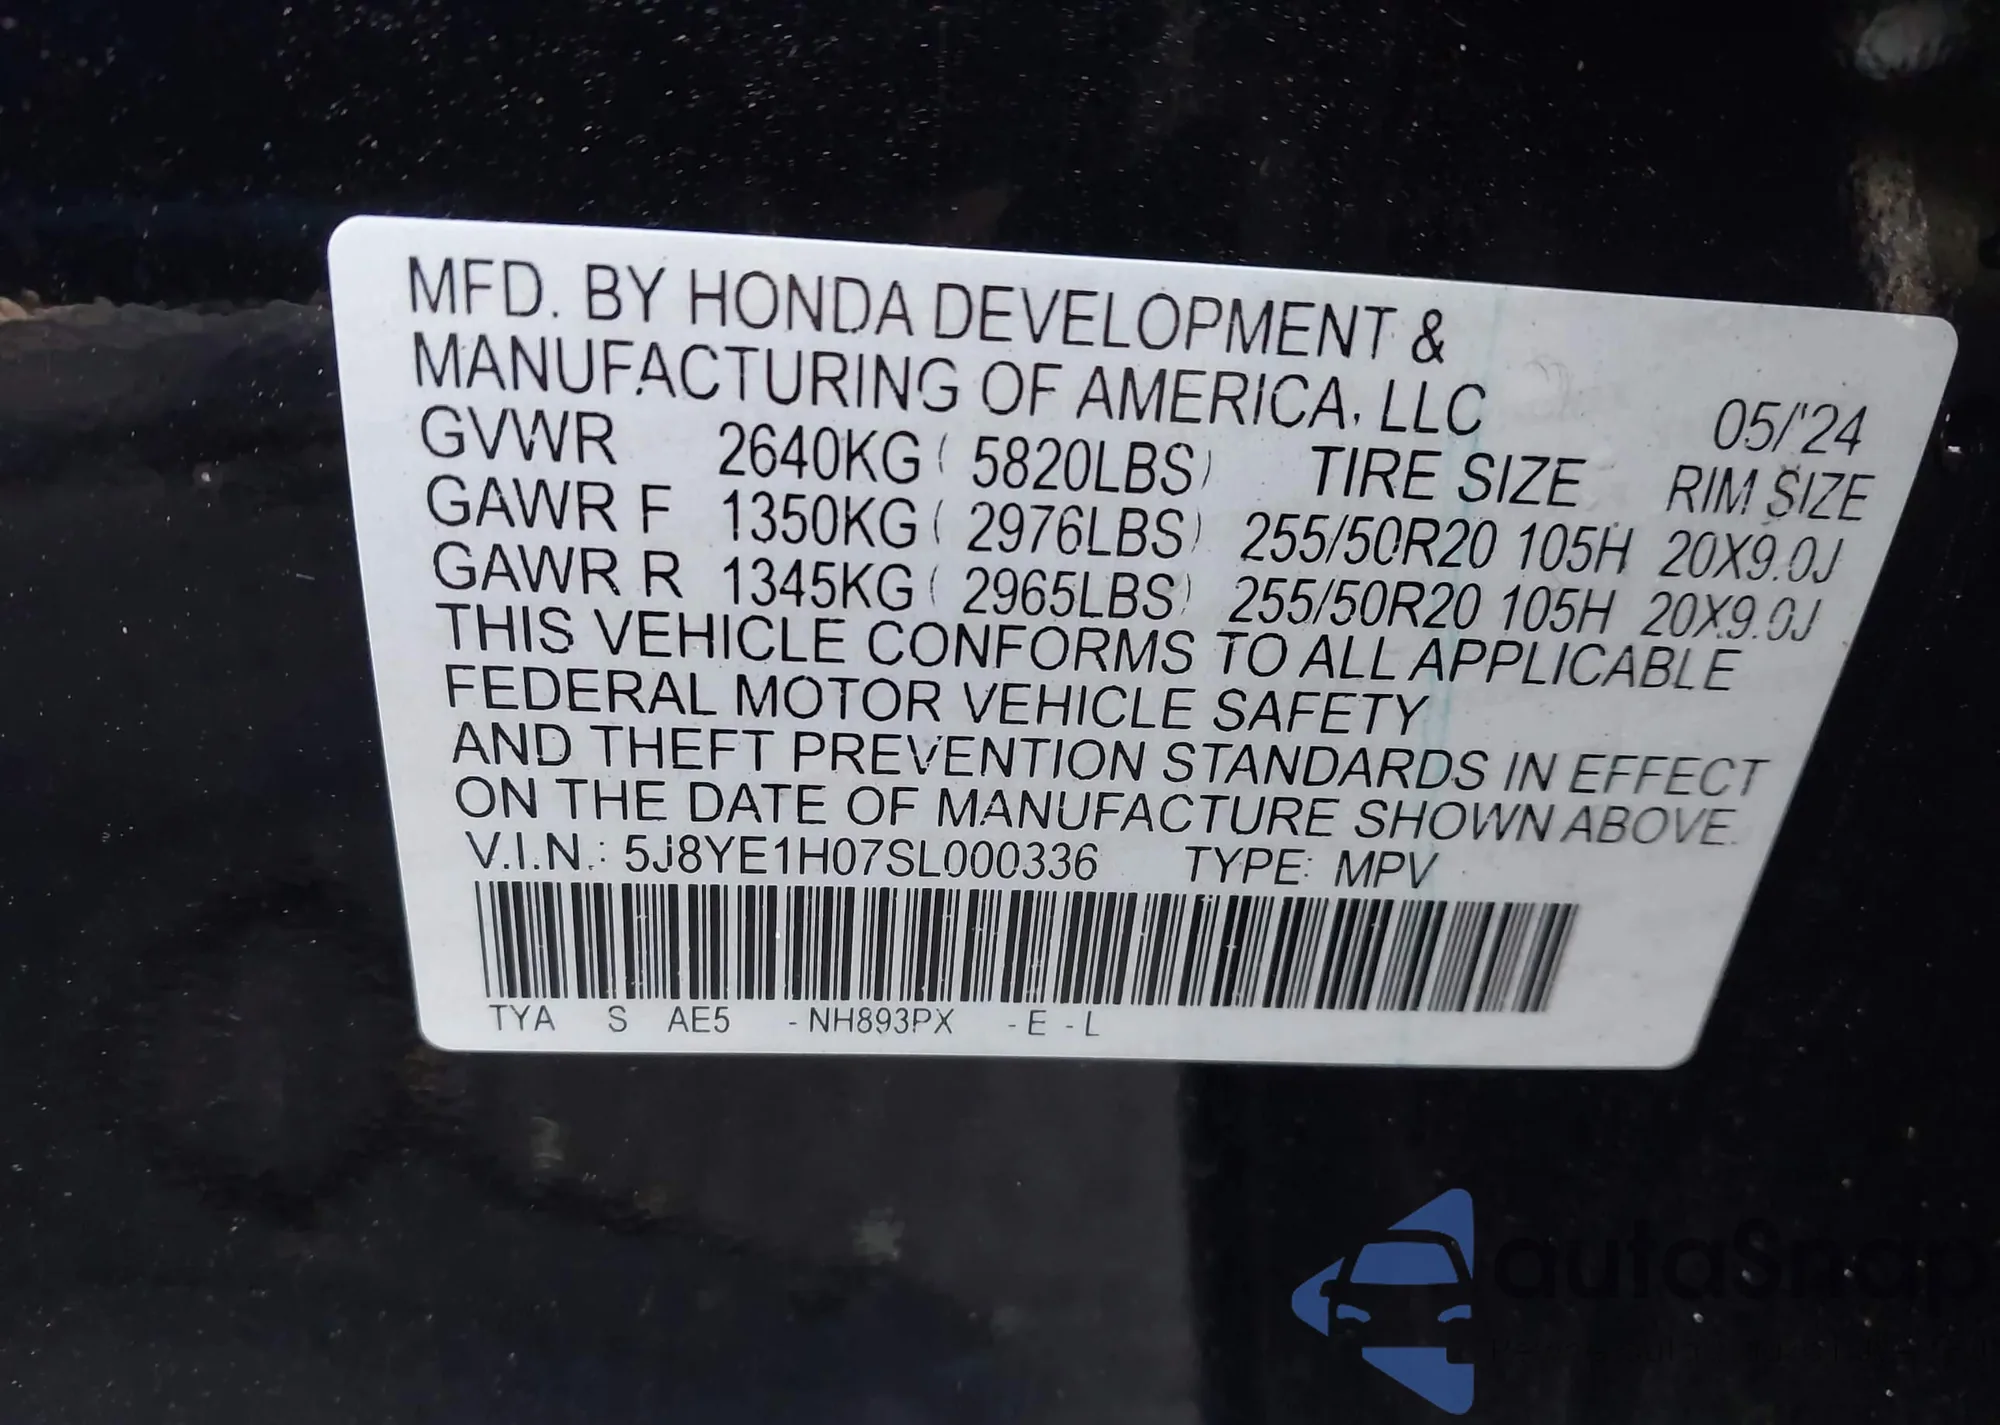 MFD. BY HONDA DEVELOPMENT &
MANUFACTURING OF AMERICA, LLC 05/'24
GVWR 2640KG ( 5820LBS) TIRE SIZE RIM SIZE
GAWR F 1350KG ( 2976LBS) 255/50R20 105H 20X9.0J
GAWR R 1345KG ( 2965LBS) 255/50R20 105H 20X9.0J
THIS VEHICLE CONFORMS TO ALL APPLICABLE
FEDERAL MOTOR VEHICLE SAFETY
AND THEFT PREVENTION STANDARDS IN EFFECT
ON THE DATE OF MANUFACTURE SHOWN ABOVE.
V.I.N.: 5J8YE1H07SL000336 TYPE: MPV
TYA S AE5 - NH893PX - E - L
autaSnap